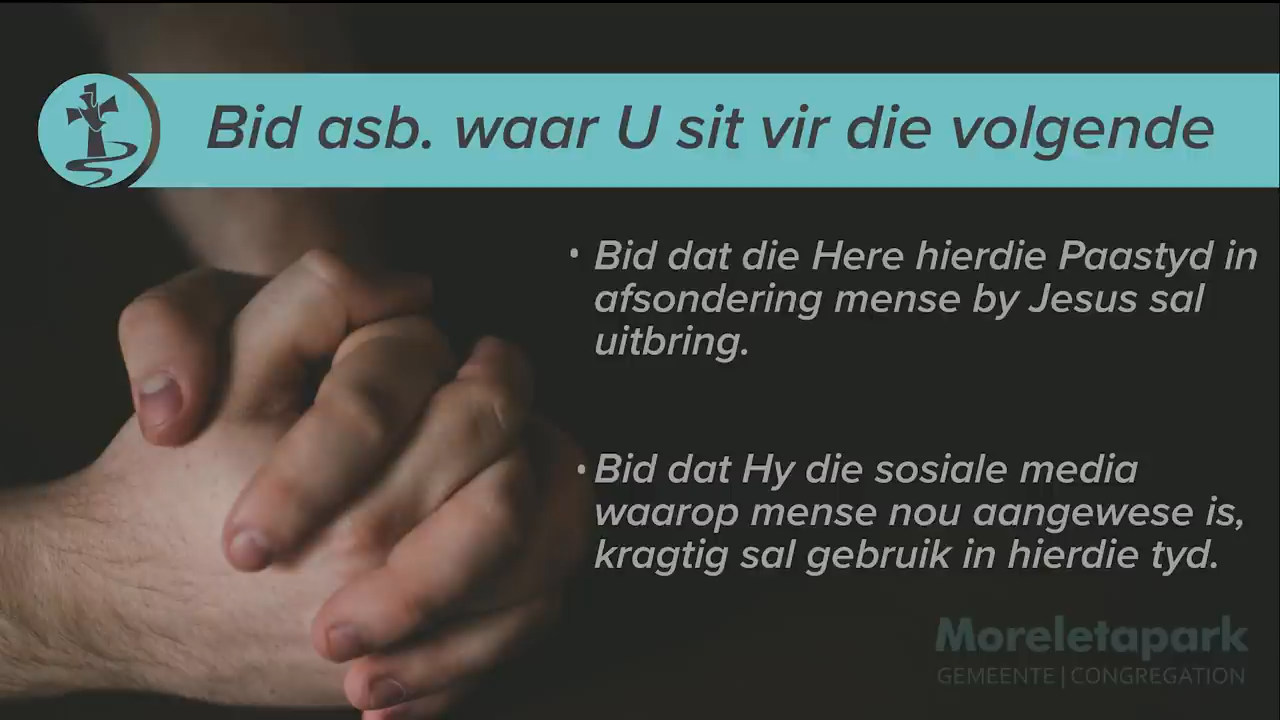 Bid asb. waar U sit vir die volgende
• Bid dat die Here hierdie Paastyd in
afsondering mense by Jesus sal
uitbring.
• Bid dat Hy die sosiale media
waarop mense nou aangewese is,
kragtig sal gebruik in hierdie tyd.
Moreletapark
GEMEENTE | CONGREGATION